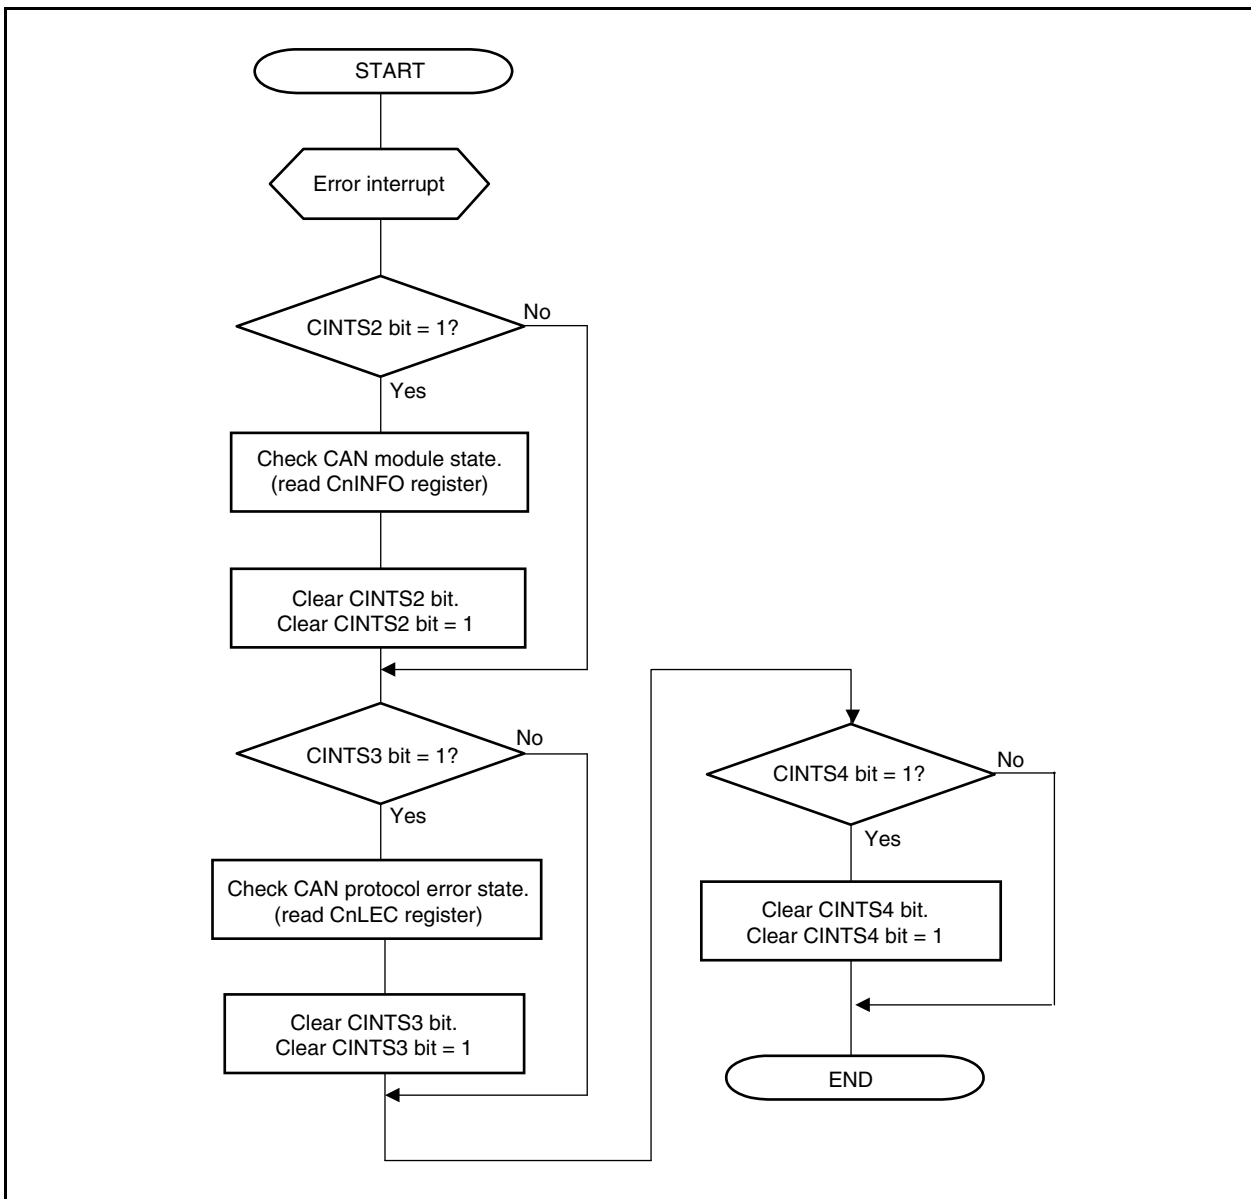 START
Error interrupt
CINTS2 bit = 1?
No
Yes
Check CAN module state.
(read CnINFO register)
Clear CINTS2 bit.
Clear CINTS2 bit = 1
CINTS3 bit = 1?
No
Yes
Check CAN protocol error state.
(read CnLEC register)
Clear CINTS3 bit.
Clear CINTS3 bit = 1
CINTS4 bit = 1?
No
Yes
Clear CINTS4 bit.
Clear CINTS4 bit = 1
END